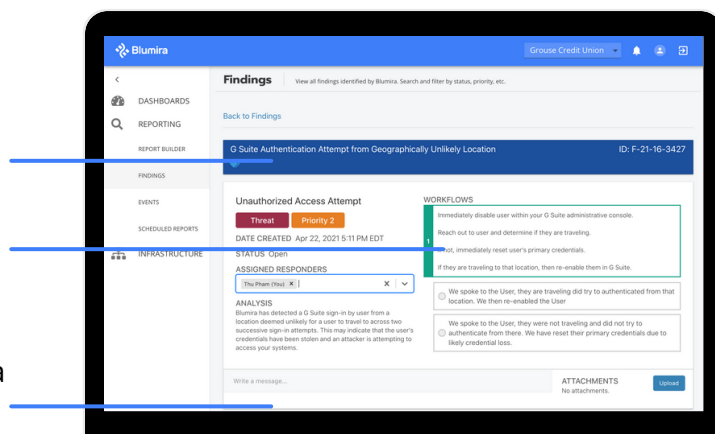 Blumira
Grouse Credit Union
Findings
View all findings identified by Blumira. Search and filter by status, priority, etc.
DASHBOARDS
REPORTING
REPORT BUILDER
FINDINGS
EVENTS
SCHEDULED REPORTS
INFRASTRUCTURE
Back to Findings
G Suite Authentication Attempt from Geographically Unlikely Location
ID: F-21-16-3427
Unauthorized Access Attempt
Threat
Priority 2
DATE CREATED Apr 22, 2021 5:11 PM EDT
STATUS Open
ASSIGNED RESPONDERS
Thu Pham (You) X
X
ANALYSIS
Blumira has detected a G Suite sign-in by user from a
location deemed unlikely for a user to travel to across two
successive sign-in attempts. This may indicate that the user's
credentials have been stolen and an attacker is attempting to
access your systems.
WORKFLOWS
1
Immediately disable user within your G Suite administrative console.
Reach out to user and determine if they are traveling.
not, immediately reset user's primary credentials.
If they are traveling to that location, then re-enable them in G Suite.
We spoke to the User, they are traveling did try to authenticated from that
location. We then re-enabled the User
We spoke to the User, they were not traveling and did not try to
authenticate from there. We have reset their primary credentials due to
likely credential loss.
Write a message...
ATTACHMENTS
No attachments.
Upload
a